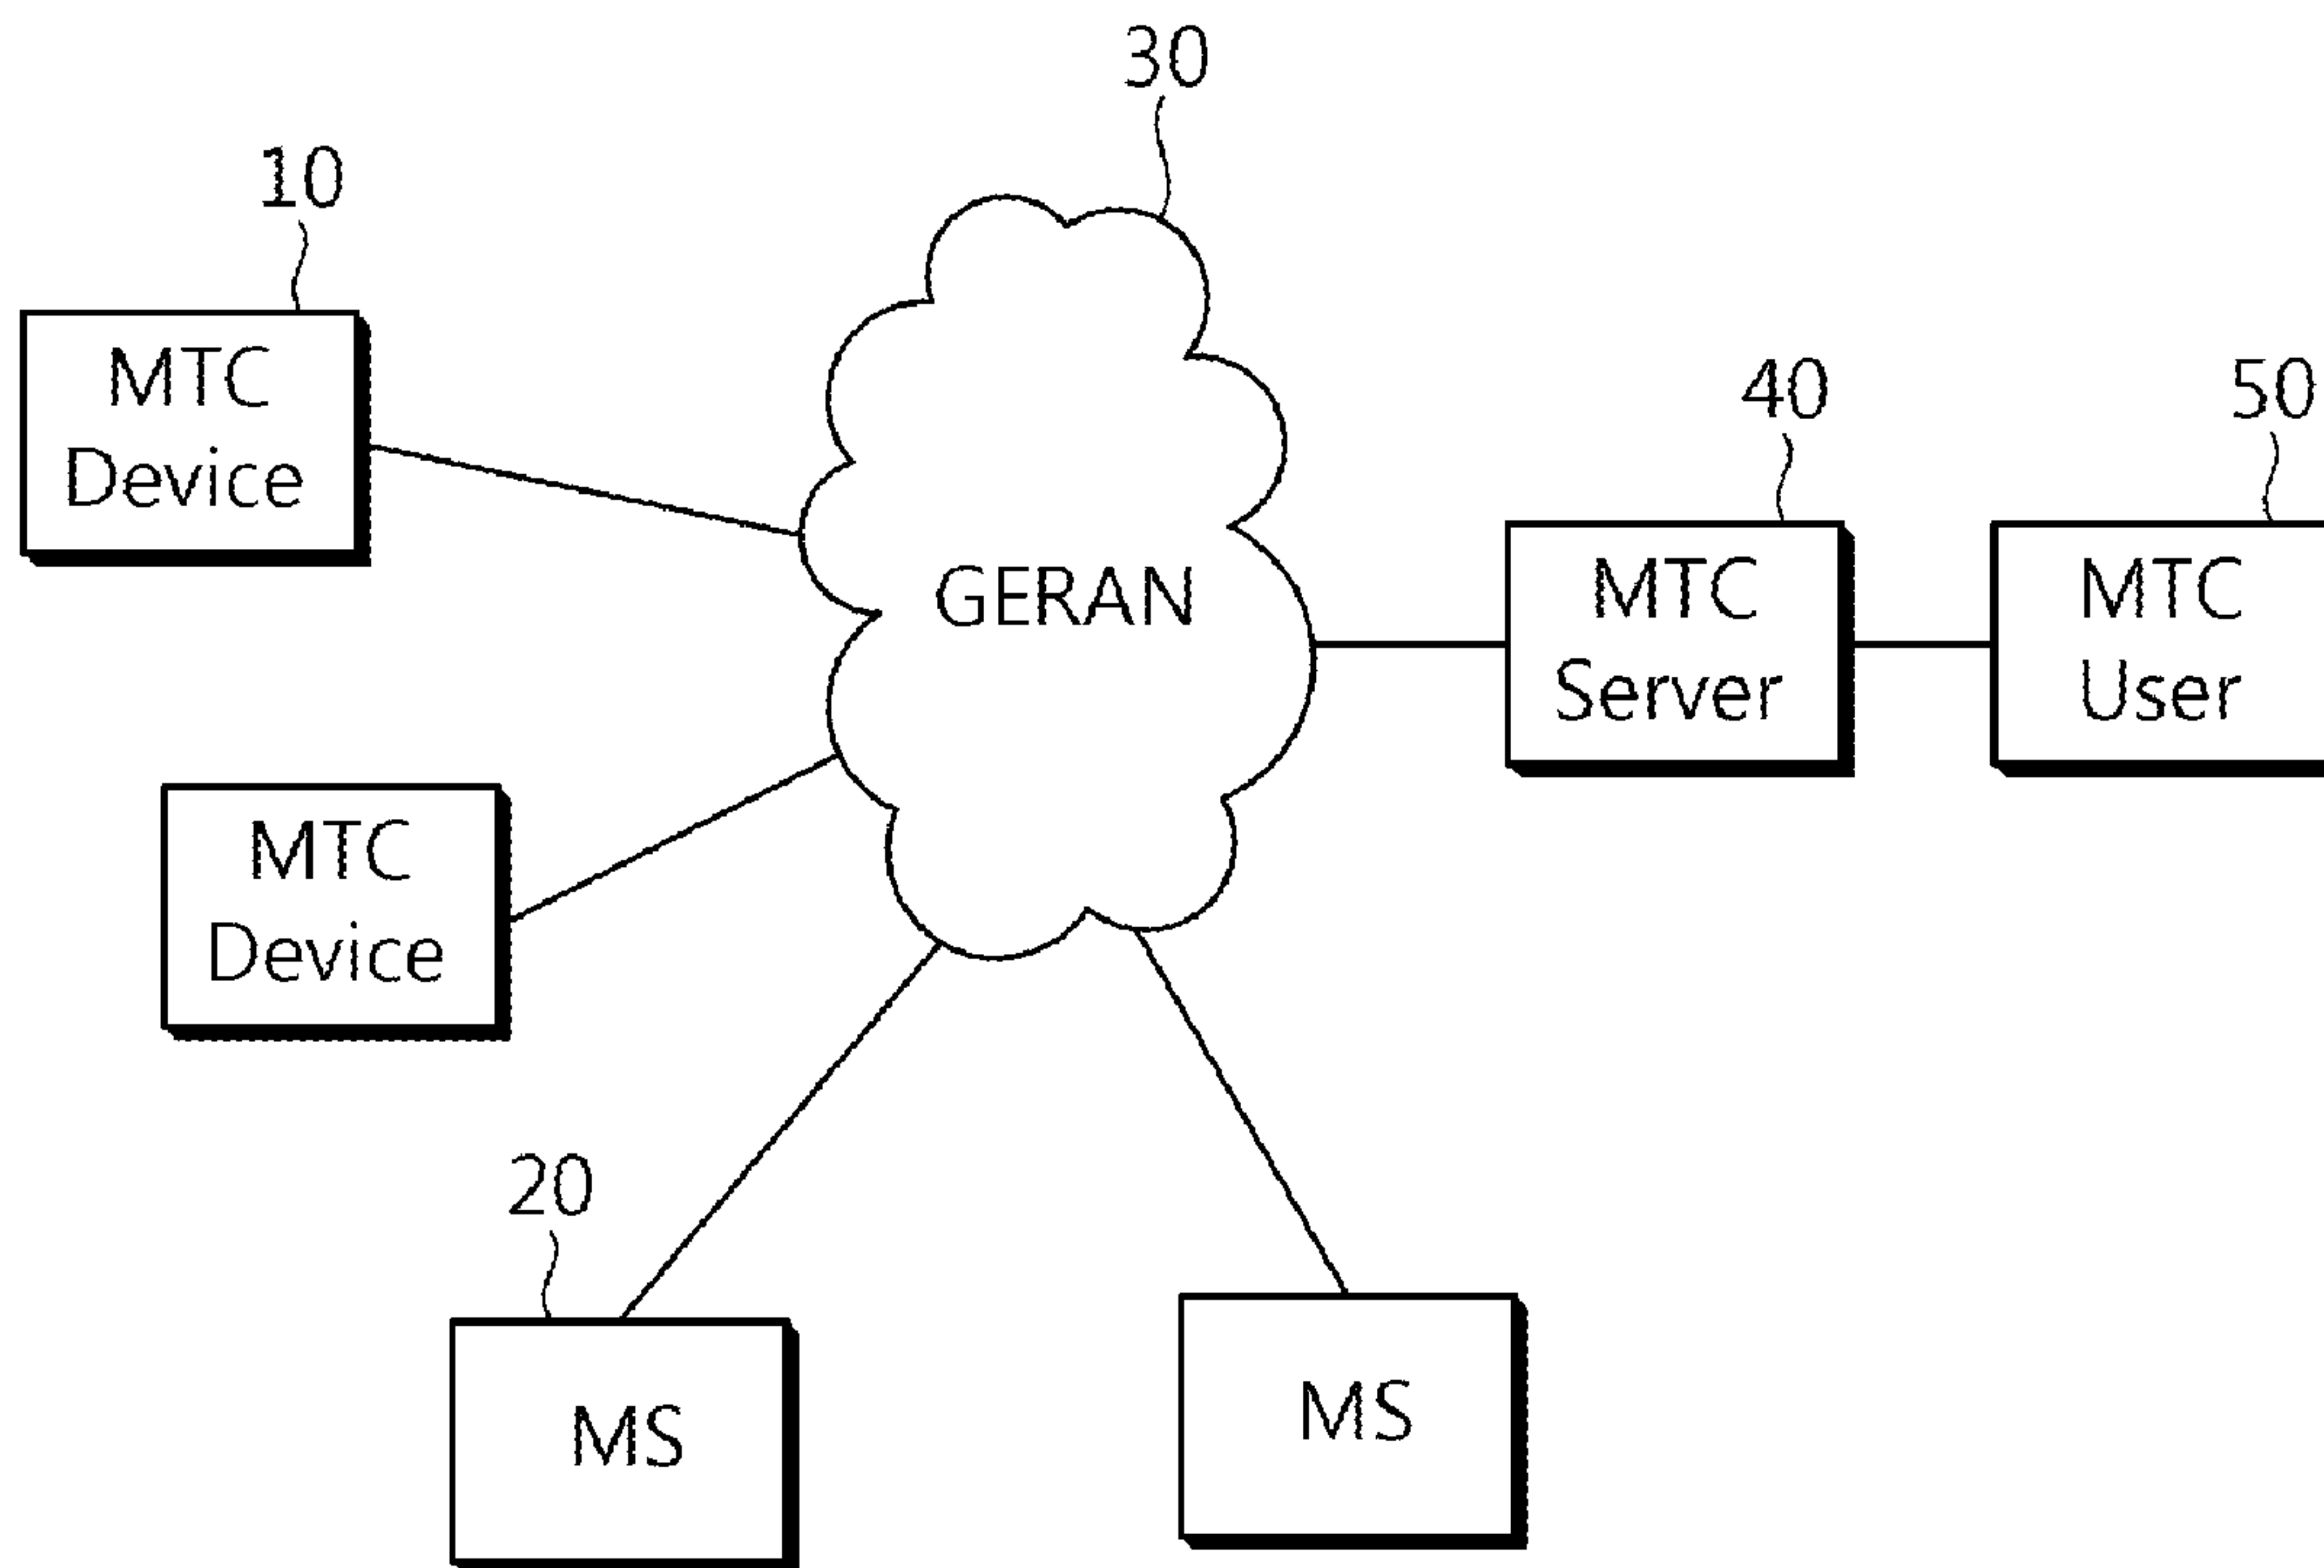 30
10
MTC
Device
40
50
GERAN
MTC
Server
MTC
User
MTC
Device
20
MS
MS